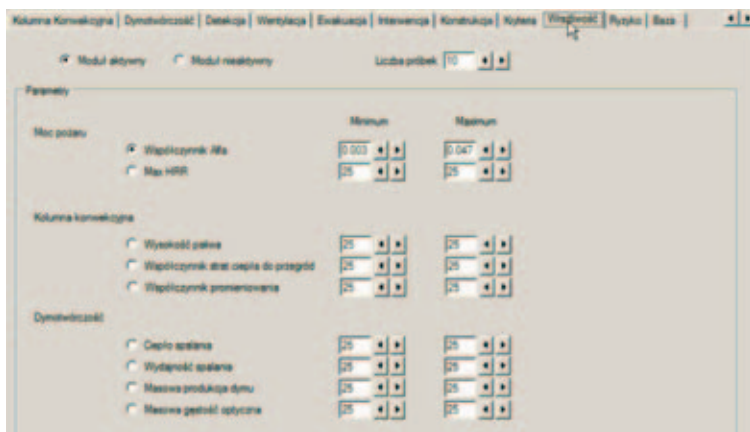 Kolumna Konwekcyjna Dymotwórczość Detekcja Wentylacja Ewakuacja Interwencja Konstrukcja Kryteria Wrażliwość Ryzyko Baza
Moduł aktywny Moduł nieaktywny Liczba próbek 10
Parametry
Minimum Maximum
Moc pożaru
Współczynnik Alfa 0.003 0.047
Max HRR 25 25
Kolumna konwekcyjna
Wysokość paliwa 25 25
Współczynnik strat ciepła do przegród 25 25
Współczynnik promieniowania 25 25
Dymotwórczość
Ciepło spalania 25 25
Wydajność spalania 25 25
Masowa produkcja dymu 25 25
Masowa gęstość optyczna 25 25